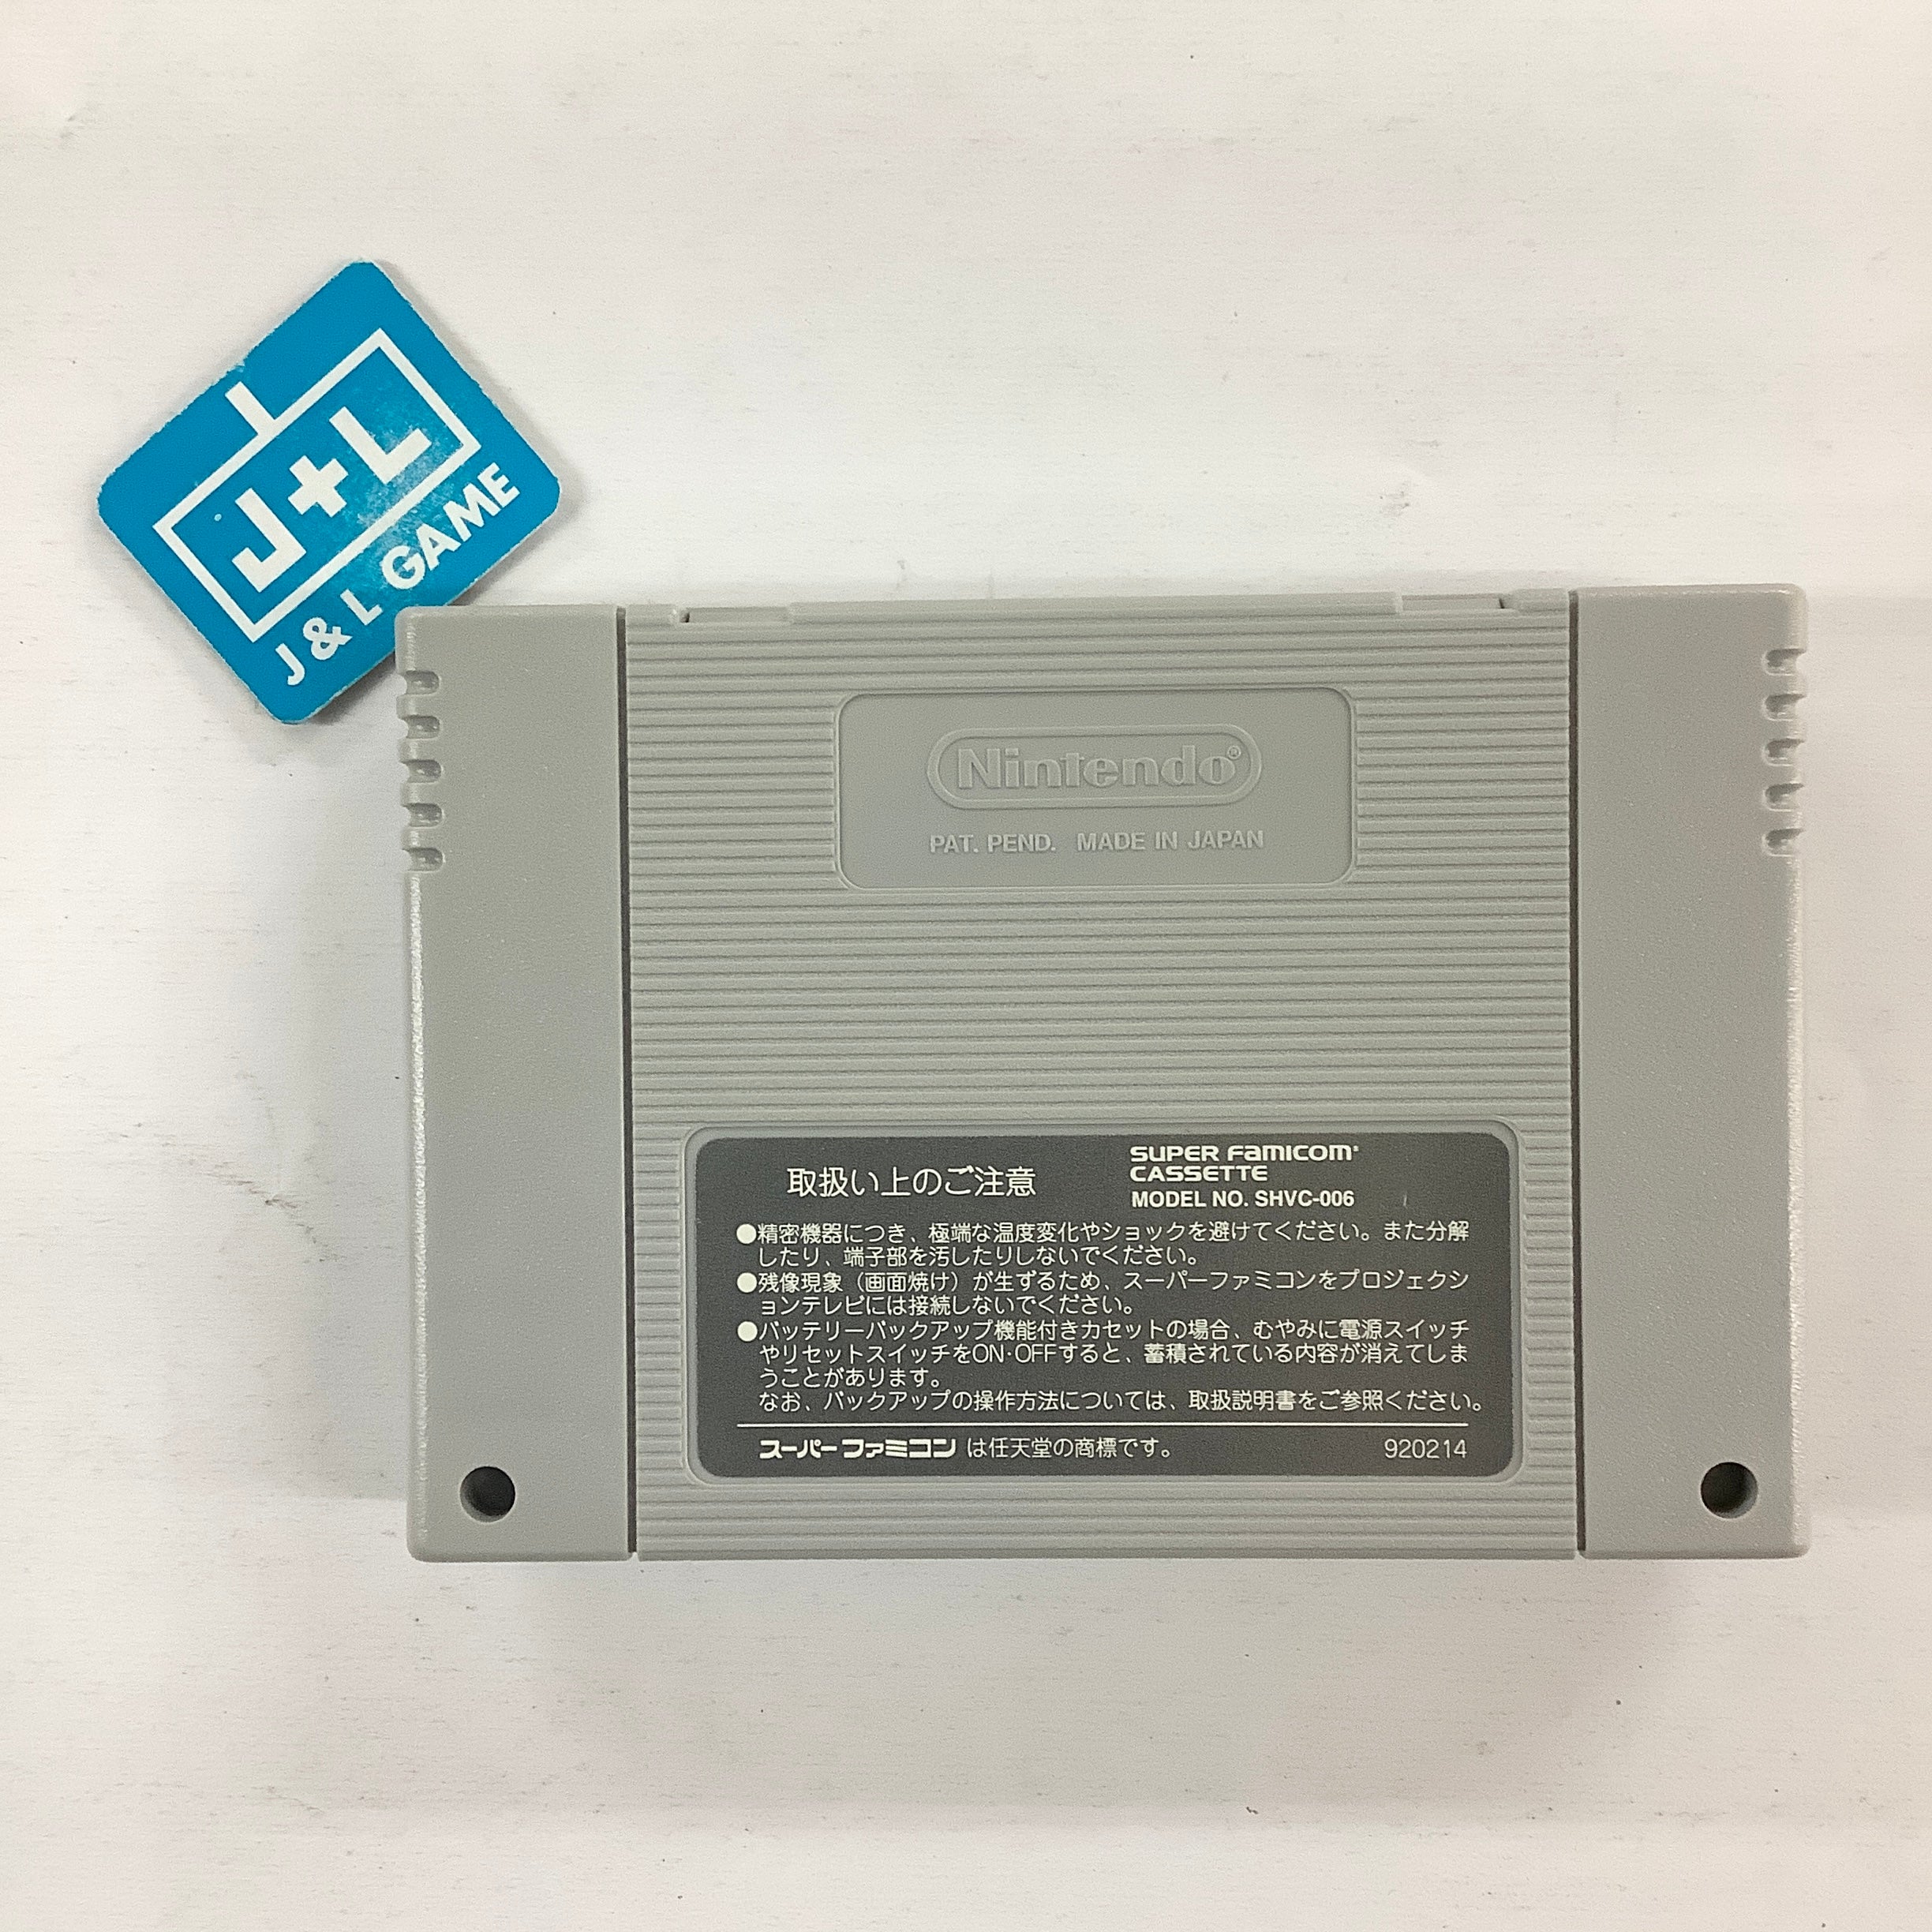 J+L
J & L GAME
Nintendo®
PAT. PEND. MADE IN JAPAN
取扱い上のご注意
SUPER FAMICOM
CASSETTE
MODEL NO. SHVC-006
●精密機器につき、極端な温度変化やショックを避けてください。また分解
したり、端子部を汚したりしないでください。
●残像現象（画面焼け）が生ずるため、スーパーファミコンをプロジェクシ
ョンテレビには接続しないでください。
●バッテリーバックアップ機能付きカセットの場合、むやみに電源スイッチ
やリセットスイッチをON·OFFすると、蓄積されている内容が消えてしま
うことがあります。
なお、バックアップの操作方法については、取扱説明書をご参照ください。
スーパーファミコン は任天堂の商標です。 920214